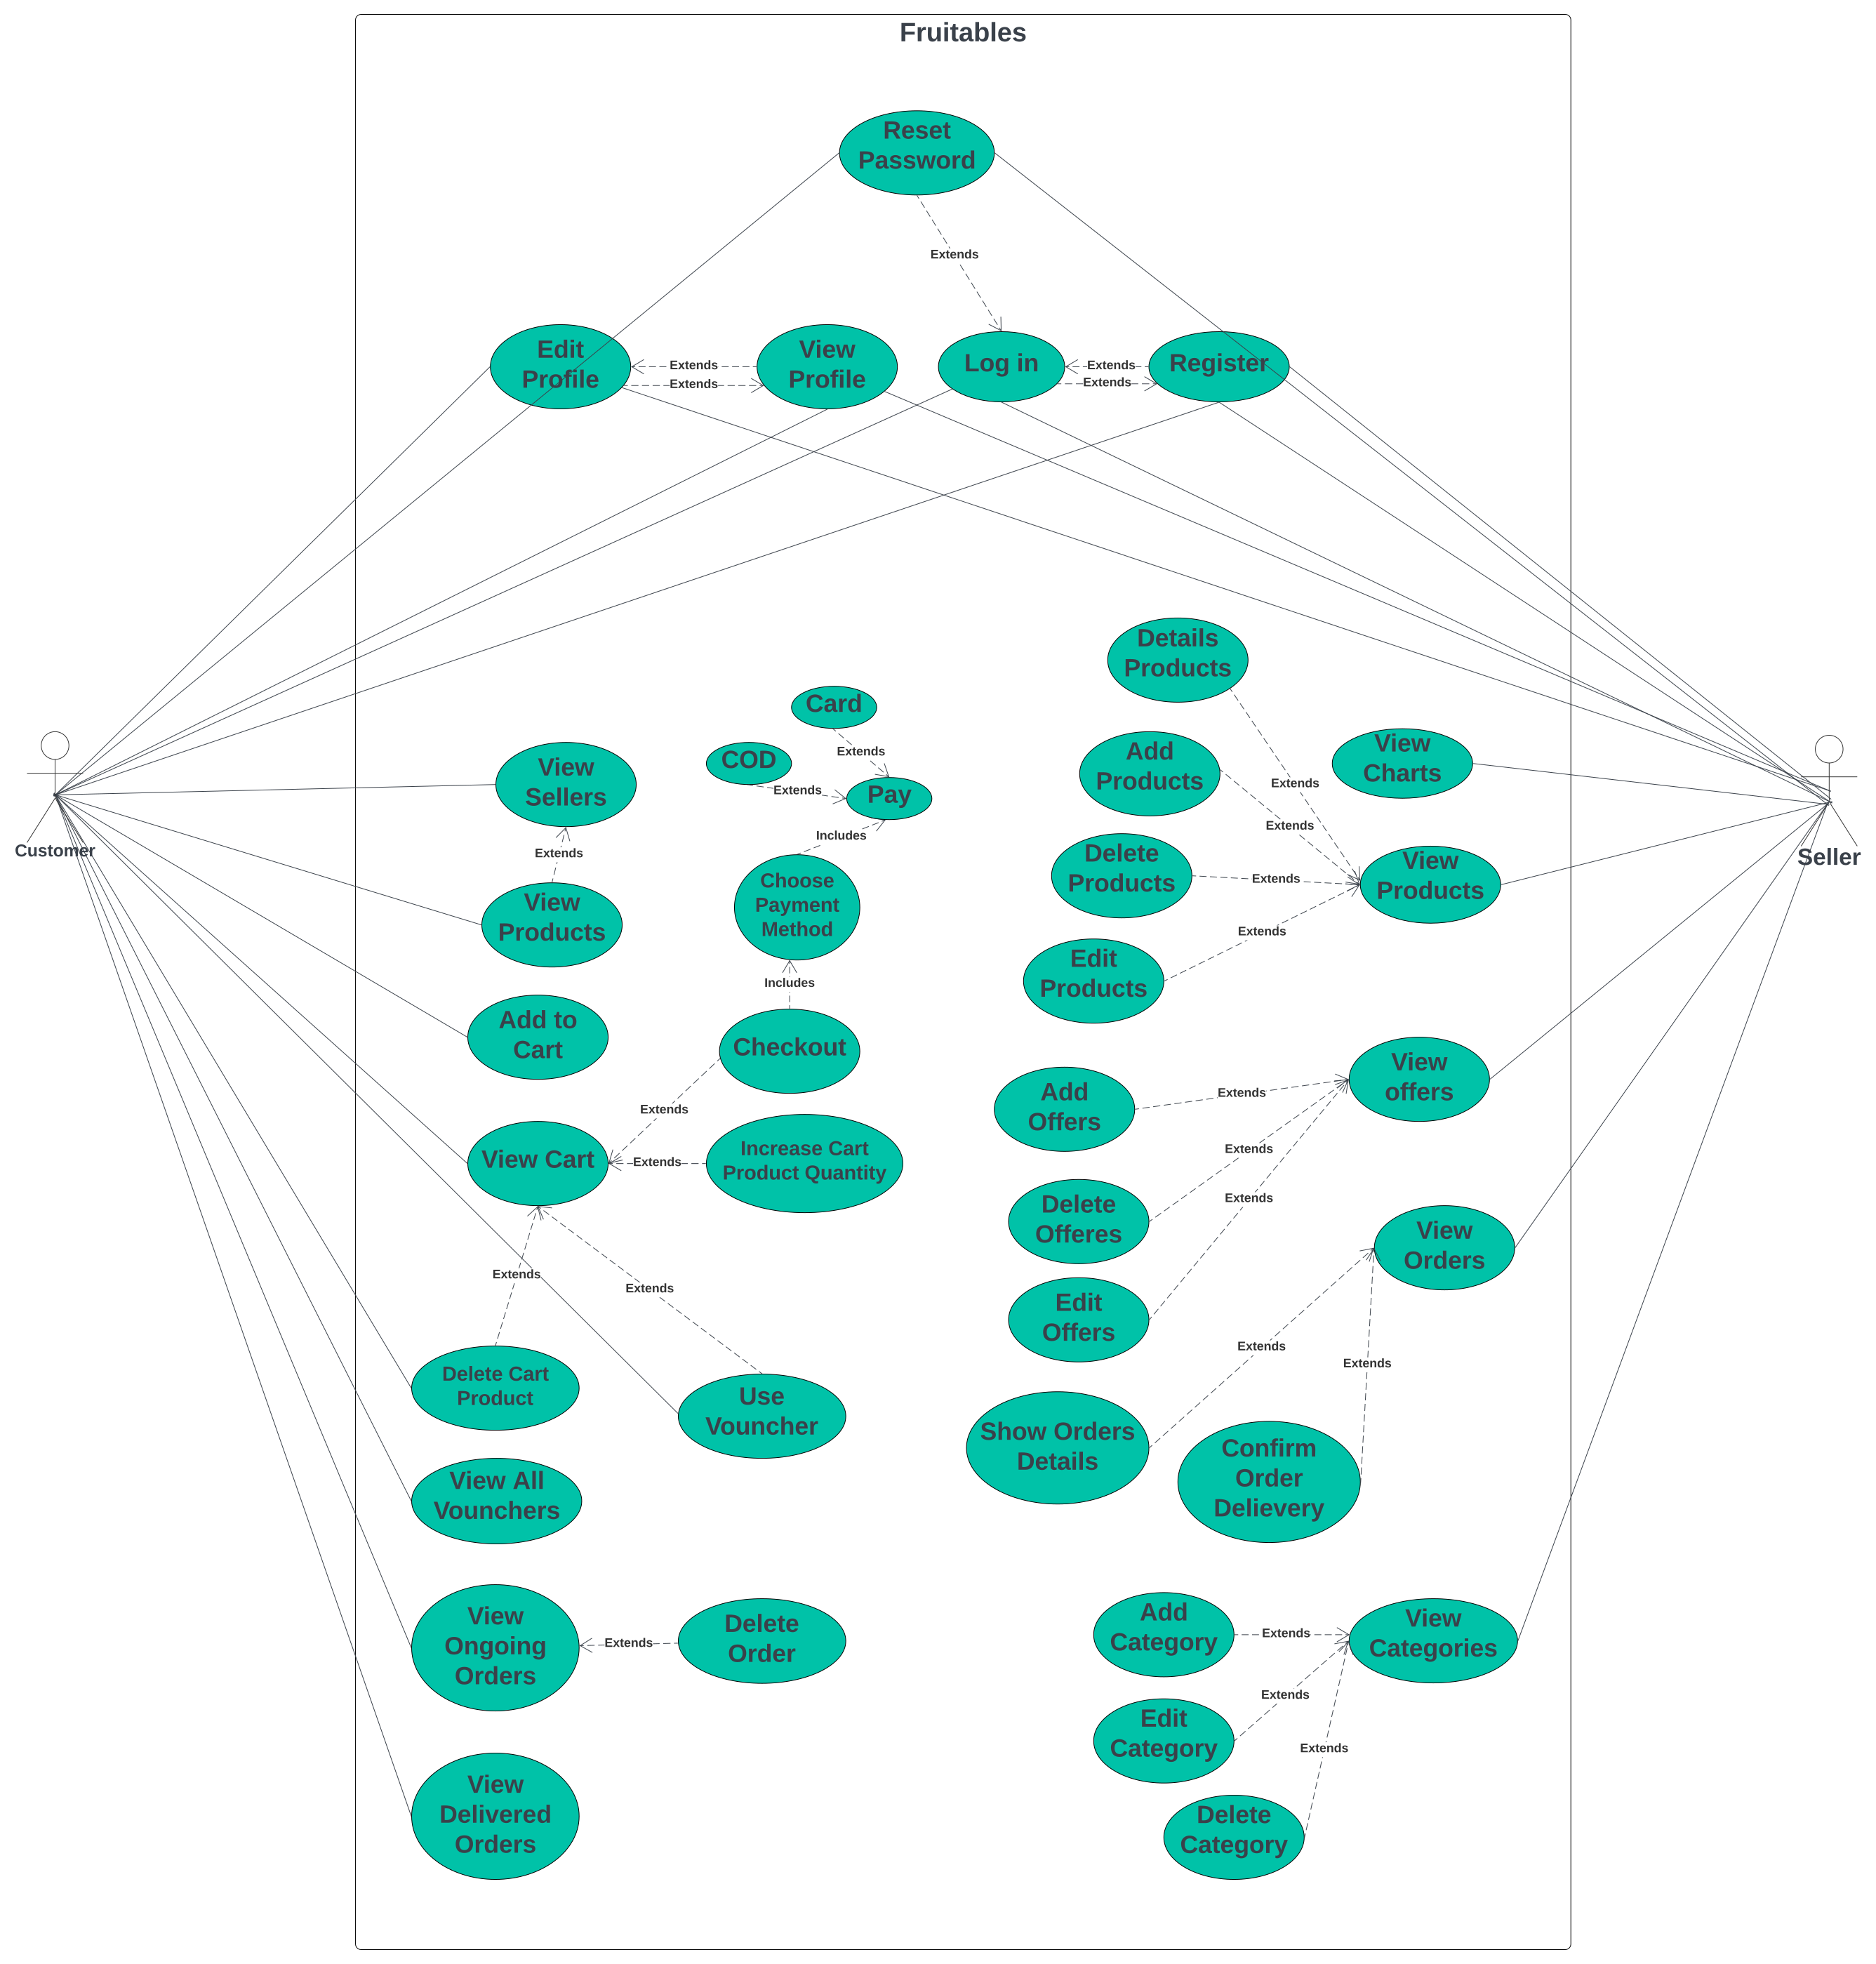 Fruitables
Reset
Password
Extends
Edit
Profile
Extends
Extends
View
Profile
Log in
Extends
Extends
Register
Customer
Seller
View
Sellers
Extends
View
Products
Add to
Cart
View Cart
Extends
Extends
Extends
Extends
Delete Cart
Product
Use
Vouncher
View All
Vounchers
View
Ongoing
Orders
Extends
Delete
Order
View
Delivered
Orders
Card
Extends
COD
Extends
Pay
Includes
Choose
Payment
Method
Includes
Checkout
Increase Cart
Product Quantity
Details
Products
Extends
Add
Products
Extends
Delete
Products
Extends
Edit
Products
Extends
View
Charts
View
Products
Add
Offers
Extends
View
offers
Delete
Offeres
Extends
Edit
Offers
Extends
View
Orders
Show Orders
Details
Extends
Extends
Confirm
Order
Delievery
Add
Category
Extends
View
Categories
Edit
Category
Extends
Delete
Category
Extends